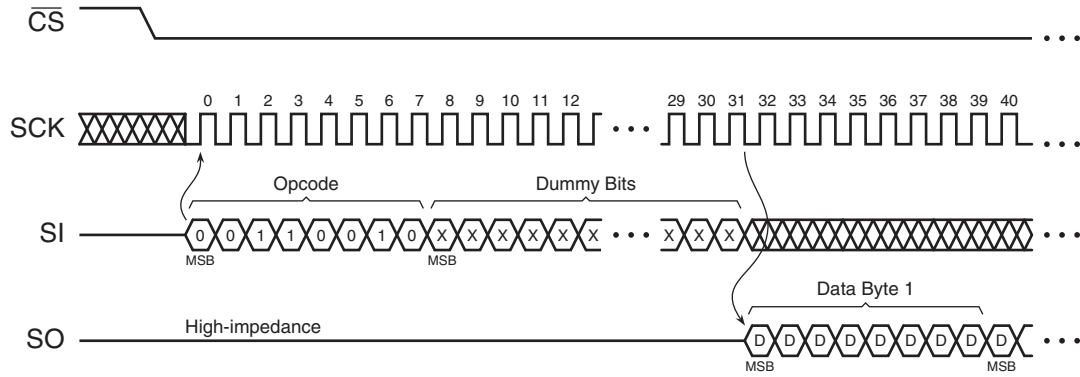 CS
SCK
0 1 2 3 4 5 6 7 8 9 10 11 12 29 30 31 32 33 34 35 36 37 38 39 40
Opcode Dummy Bits
SI
0 0 1 1 0 0 1 0 X X X X X X X X X
MSB MSB
Data Byte 1
SO
High-impedance
D D D D D D D D D
MSB MSB